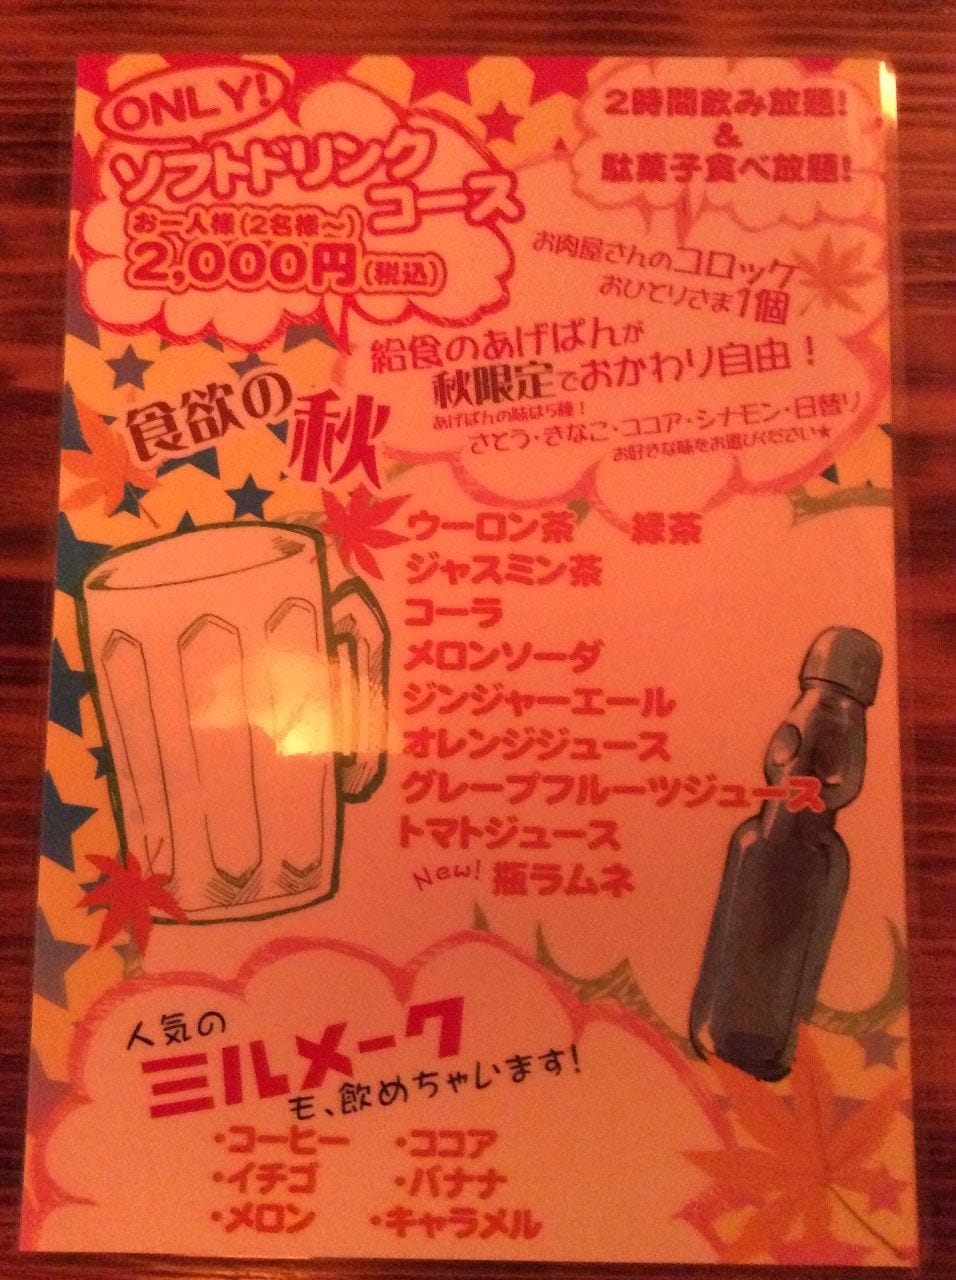 ONLY!
ソフトドリンク
コース
お一人様(2名様～)
2,000円(税込)
2時間飲み放題!
&
駄菓子食べ放題!
お肉屋さんのコロッケ
おひとりさま1個
給食のあげぱんが
秋限定でおかわり自由！
あげぱんの味は5種！
さとう・きなこ・ココア・シナモン・日替り
お好きな味をお選びください★
食欲の秋
ウーロン茶 緑茶
ジャスミン茶
コーラ
メロンソーダ
ジンジャーエール
オレンジジュース
グレープフルーツジュース
トマトジュース
New! 瓶ラムネ
人気の
ミルメーク
も、飲めちゃいます!
・コーヒー ・ココア
・イチゴ ・バナナ
・メロン ・キャラメル